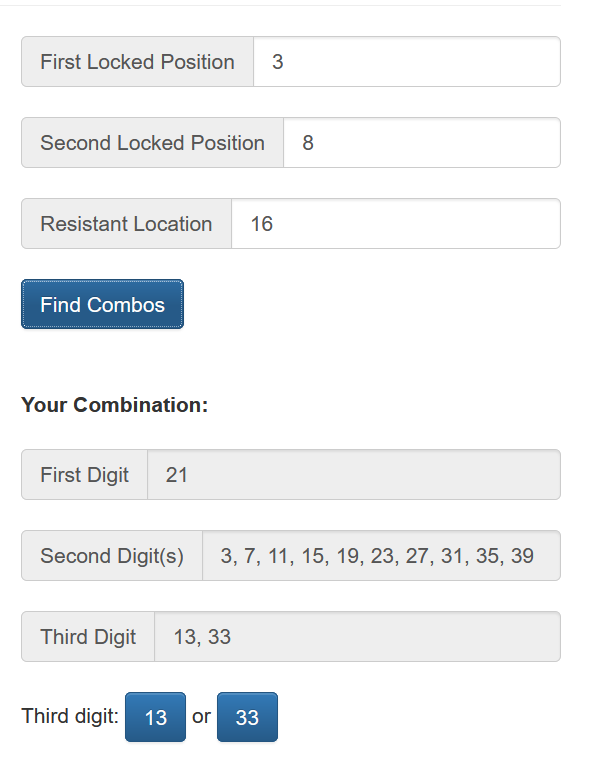 First Locked Position 3
Second Locked Position 8
Resistant Location 16
Find Combos
Your Combination:
First Digit 21
Second Digit(s) 3, 7, 11, 15, 19, 23, 27, 31, 35, 39
Third Digit 13, 33
Third digit: 13 or 33